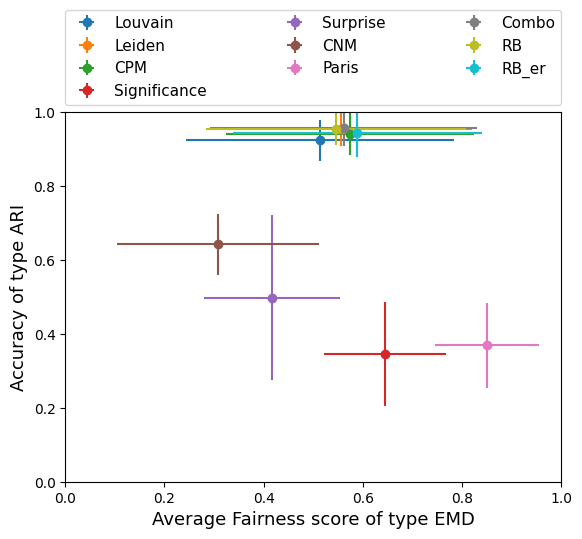 Louvain
Leiden
CPM
Significance
Surprise
CNM
Paris
Combo
RB
RB_er
Accuracy of type ARI
1.0
0.8
0.6
0.4
0.2
0.0
0.0 0.2 0.4 0.6 0.8 1.0
Average Fairness score of type EMD